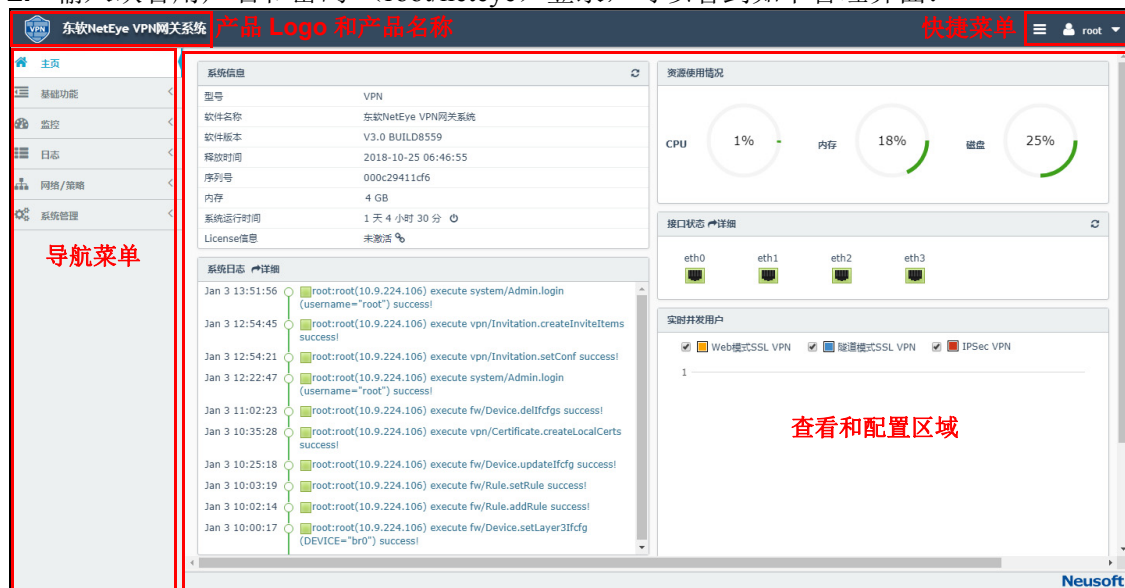 东软NetEye VPN网关系统 产品 Logo 和产品名称 快捷菜单 root
主页
基础功能
监控
日志
网络/策略
系统管理
导航菜单
系统信息
型号 VPN
软件名称 东软NetEye VPN网关系统
软件版本 V3.0 BUILD8559
释放时间 2018-10-25 06:46:55
序列号 000c29411cf6
内存 4 GB
系统运行时间 1 天 4 小时 30 分
License信息 未激活
系统日志 详细
Jan 3 13:51:56 root:root(10.9.224.106) execute system/Admin.login
(username="root") success!
Jan 3 12:54:45 root:root(10.9.224.106) execute vpn/Invitation.createInviteItems
success!
Jan 3 12:54:21 root:root(10.9.224.106) execute vpn/Invitation.setConf success!
Jan 3 12:22:47 root:root(10.9.224.106) execute system/Admin.login
(username="root") success!
Jan 3 11:02:23 root:root(10.9.224.106) execute fw/Device.delIfcfgs success!
Jan 3 10:35:28 root:root(10.9.224.106) execute vpn/Certificate.createLocalCerts
success!
Jan 3 10:25:18 root:root(10.9.224.106) execute fw/Device.updateIfcfg success!
Jan 3 10:03:19 root:root(10.9.224.106) execute fw/Rule.setRule success!
Jan 3 10:02:14 root:root(10.9.224.106) execute fw/Rule.addRule success!
Jan 3 10:00:17 root:root(10.9.224.106) execute fw/Device.setLayer3Ifcfg
(DEVICE="br0") success!
资源使用情况
CPU 1% 内存 18% 磁盘 25%
接口状态 详细
eth0 eth1 eth2 eth3
实时并发用户
Web模式SSL VPN 隧道模式SSL VPN IPSec VPN
1
查看和配置区域
Neusoft